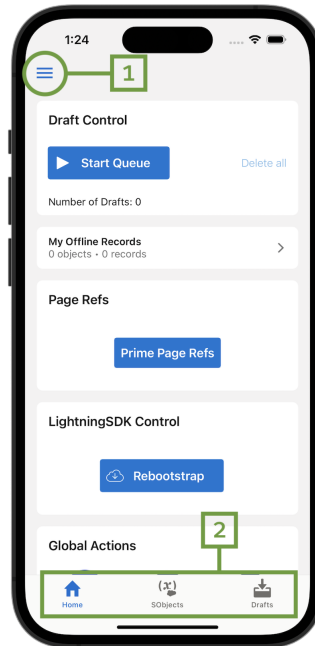 1:24
1
Draft Control
Start Queue
Delete all
Number of Drafts: 0
My Offline Records
0 objects • 0 records
Page Refs
Prime Page Refs
LightningSDK Control
Rebootstrap
2
Global Actions
(x)
Home
SObjects
Drafts